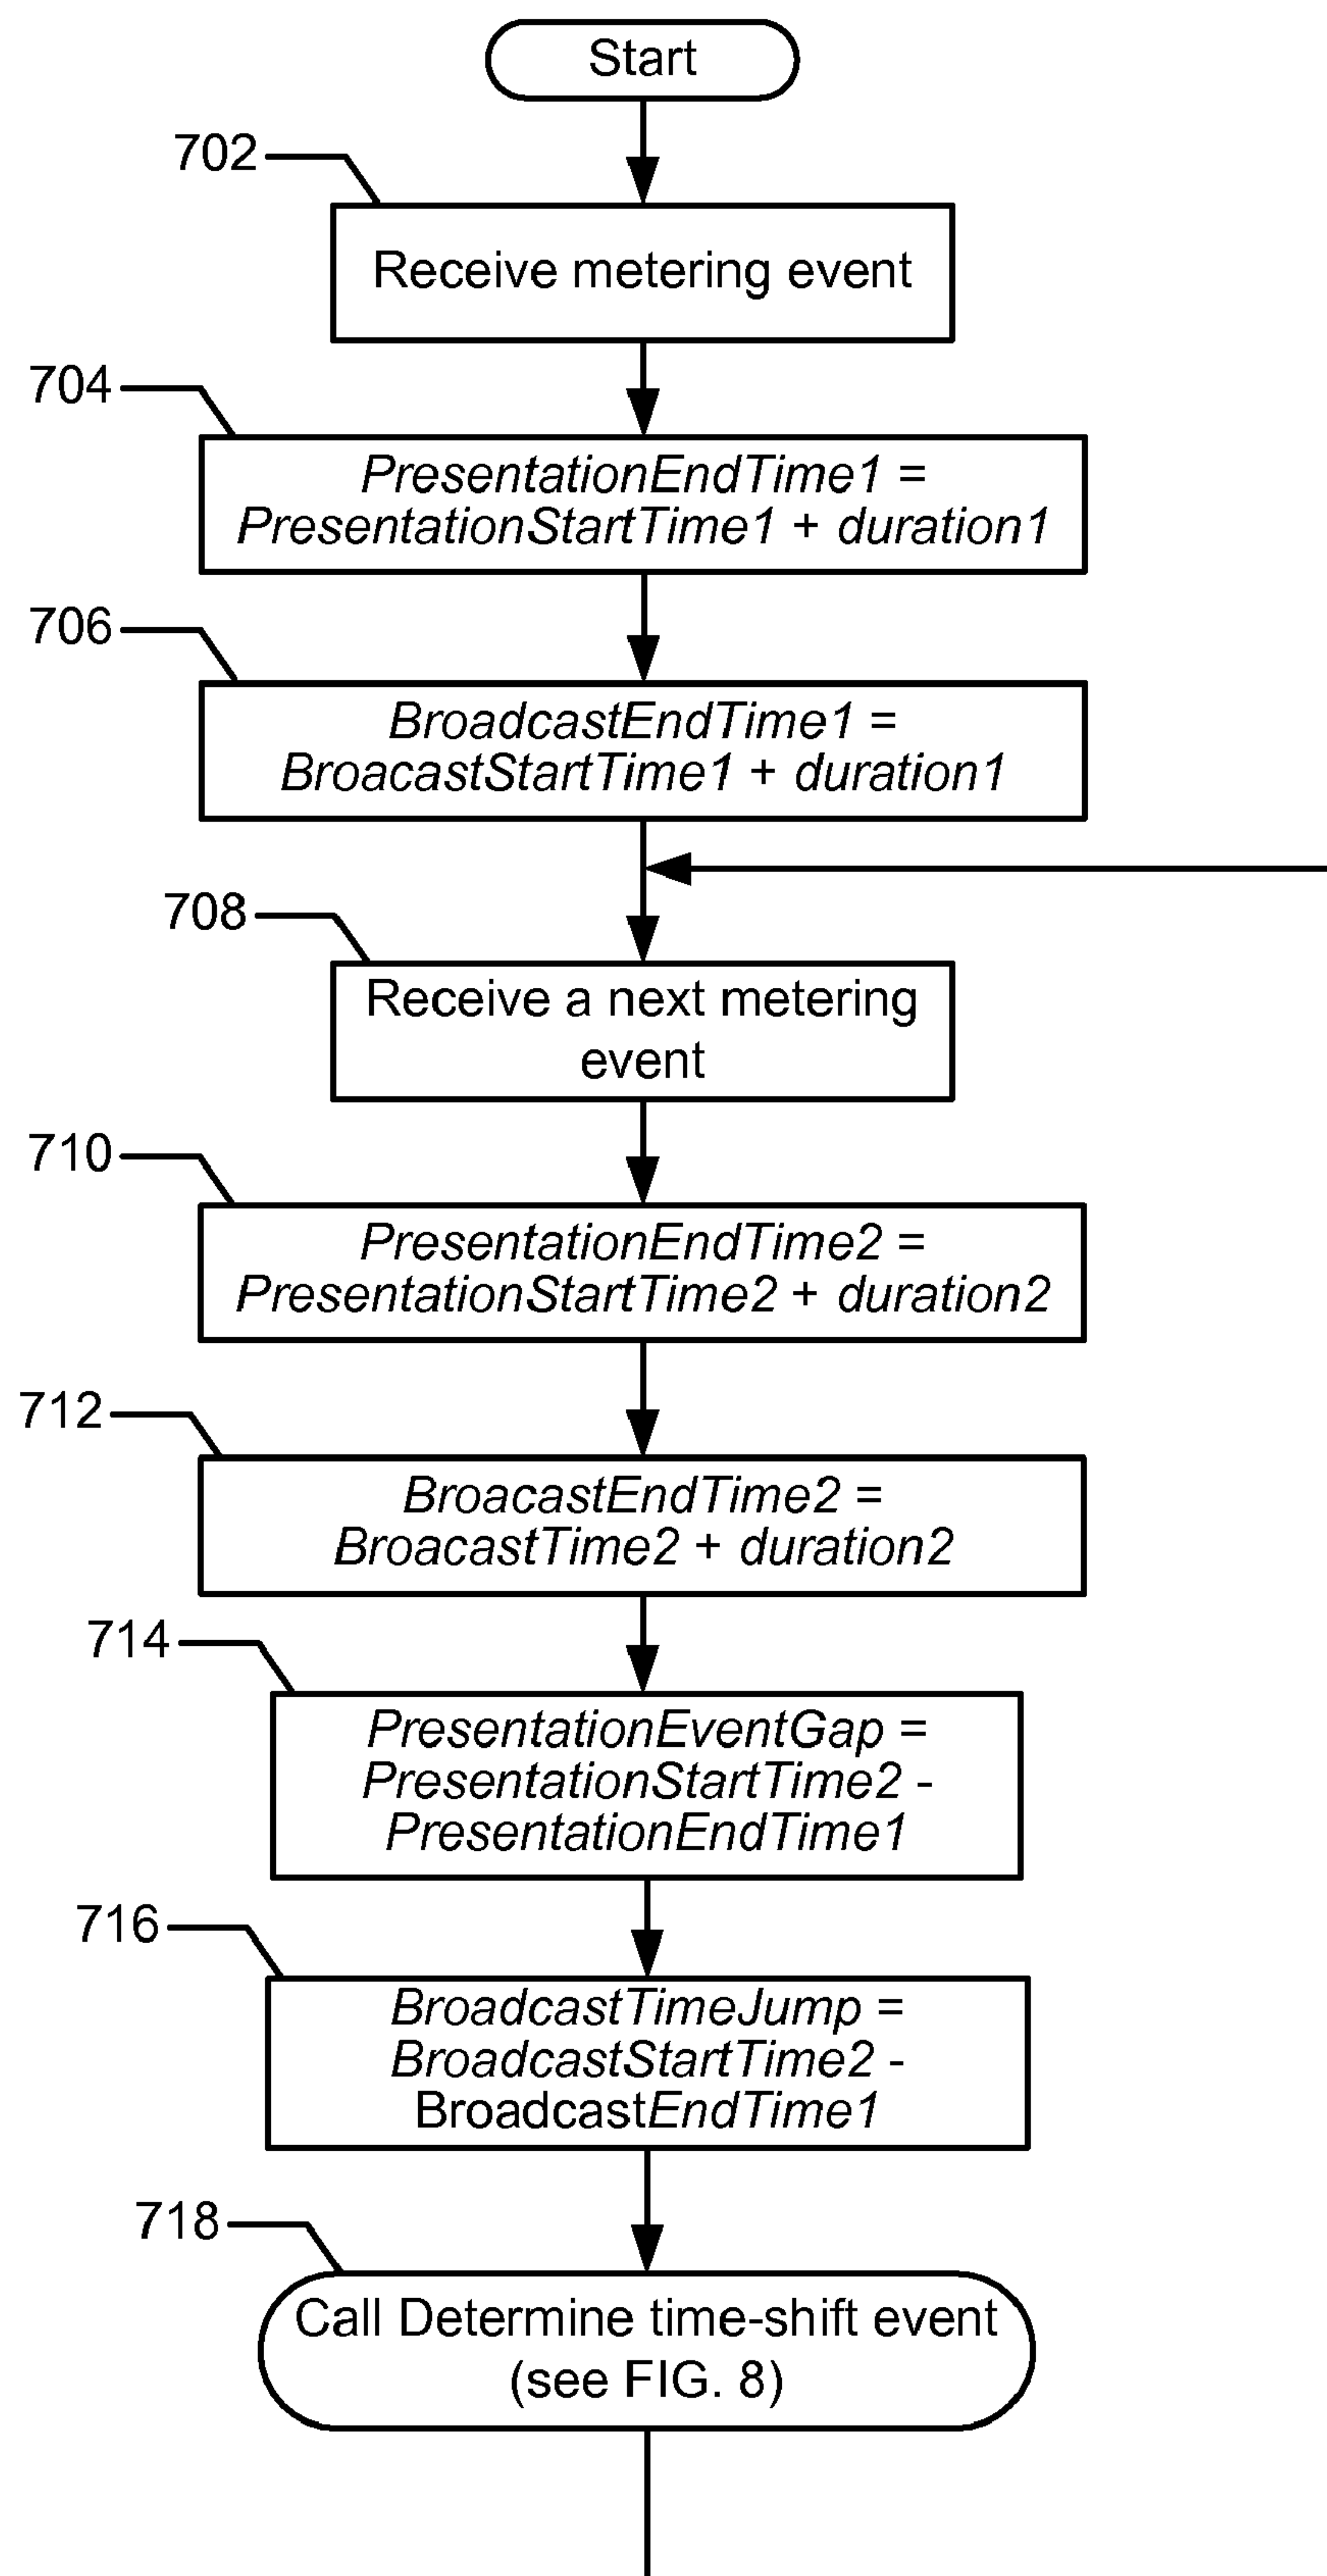 Start
702
Receive metering event
704
PresentationEndTime1 =
PresentationStartTime1 + duration1
706
BroadcastEndTime1 =
BroacastStartTime1 + duration1
708
Receive a next metering
event
710
PresentationEndTime2 =
PresentationStartTime2 + duration2
712
BroacastEndTime2 =
BroacastTime2 + duration2
714
PresentationEventGap =
PresentationStartTime2 -
PresentationEndTime1
716
BroadcastTimeJump =
BroadcastStartTime2 -
BroadcastEndTime1
718
Call Determine time-shift event
(see FIG. 8)